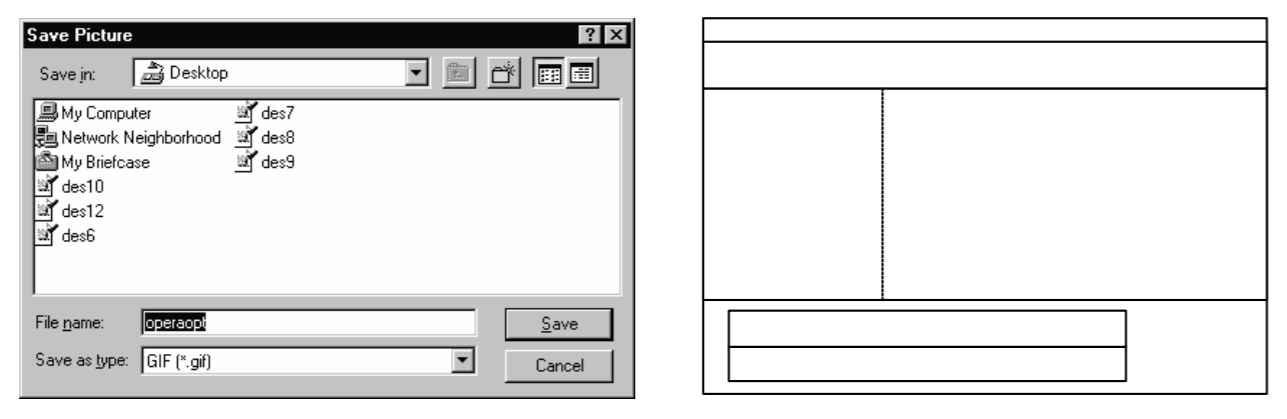 Save Picture
Save in: Desktop
My Computer
Network Neighborhood
My Briefcase
des10
des12
des6
des7
des8
des9
File name: operaopt
Save
Save as type: GIF (*.gif)
Cancel